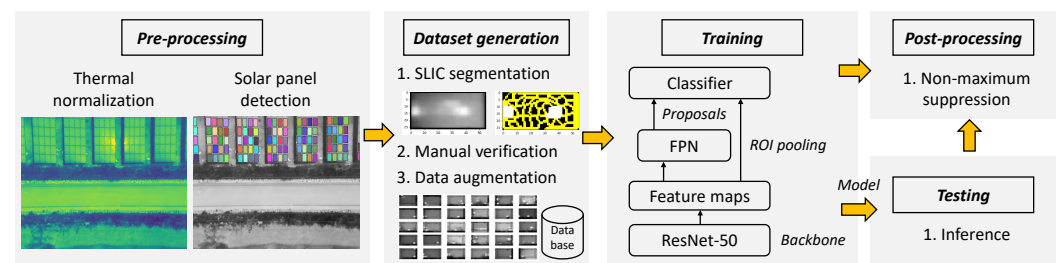 Pre-processing
Thermal
normalization
Solar panel
detection
Dataset generation
1. SLIC segmentation
2. Manual verification
3. Data augmentation
Data
base
Training
Classifier
Proposals
FPN
ROI pooling
Feature maps
ResNet-50
Backbone
Model
Post-processing
1. Non-maximum
suppression
Testing
1. Inference